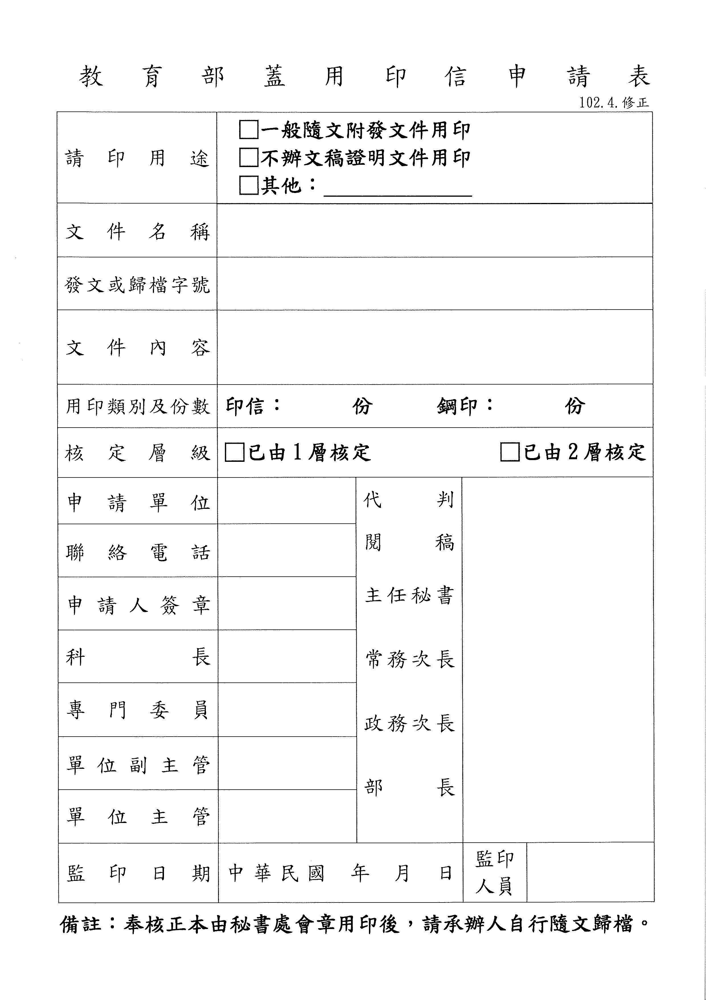 教育部蓋用印信申請表
102.4.修正
請印用途
□一般隨文附發文件用印
□不辦文稿證明文件用印
□其他：
文件名稱
發文或歸檔字號
文件內容
用印類別及份數 印信： 份 鋼印： 份
核定層級 □已由1層核定 □已由2層核定
申請單位
聯絡電話
申請人簽章
科長
專門委員
單位副主管
單位主管
代判
閱稿
主任秘書
常務次長
政務次長
部長
監印日期 中華民國 年 月 日
監印
人員
備註：奉核正本由秘書處會章用印後，請承辦人自行隨文歸檔。